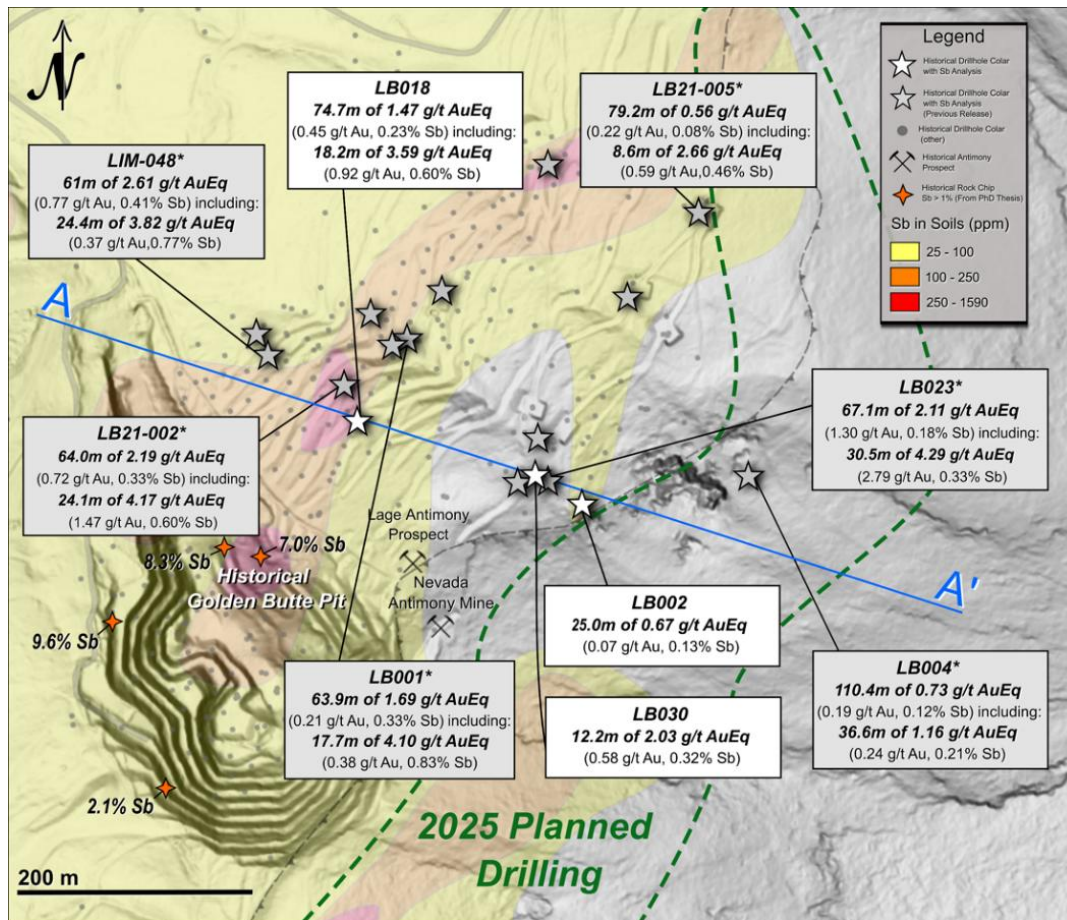 N
LB018
74.7m of 1.47 g/t AuEq
(0.45 g/t Au, 0.23% Sb) including:
18.2m of 3.59 g/t AuEq
(0.92 g/t Au, 0.60% Sb)
LB21-005*
79.2m of 0.56 g/t AuEq
(0.22 g/t Au, 0.08% Sb) including:
8.6m of 2.66 g/t AuEq
(0.59 g/t Au,0.46% Sb)
Legend
Historical Drillhole Colar
with Sb Analysis
Historical Drillhole Colar
with Sb Analysis
(Previous Release)
Historical Drillhole Colar
(other)
Historical Antimony
Prospect
Historical Rock Chip
Sb > 1% (From PhD Thesis)
Sb in Soils (ppm)
25 - 100
100 - 250
250 - 1590
LIM-048*
61m of 2.61 g/t AuEq
(0.77 g/t Au, 0.41% Sb) including:
24.4m of 3.82 g/t AuEq
(0.37 g/t Au,0.77% Sb)
A
LB21-002*
64.0m of 2.19 g/t AuEq
(0.72 g/t Au, 0.33% Sb) including:
24.1m of 4.17 g/t AuEq
(1.47 g/t Au, 0.60% Sb)
LB023*
67.1m of 2.11 g/t AuEq
(1.30 g/t Au, 0.18% Sb) including:
30.5m of 4.29 g/t AuEq
(2.79 g/t Au, 0.33% Sb)
Lage Antimony
Prospect
Nevada
Antimony Mine
8.3% Sb
7.0% Sb
Historical
Golden Butte Pit
9.6% Sb
2.1% Sb
A'
LB001*
63.9m of 1.69 g/t AuEq
(0.21 g/t Au, 0.33% Sb) including:
17.7m of 4.10 g/t AuEq
(0.38 g/t Au, 0.83% Sb)
LB002
25.0m of 0.67 g/t AuEq
(0.07 g/t Au, 0.13% Sb)
LB030
12.2m of 2.03 g/t AuEq
(0.58 g/t Au, 0.32% Sb)
LB004*
110.4m of 0.73 g/t AuEq
(0.19 g/t Au, 0.12% Sb) including:
36.6m of 1.16 g/t AuEq
(0.24 g/t Au, 0.21% Sb)
2025 Planned
Drilling
200 m